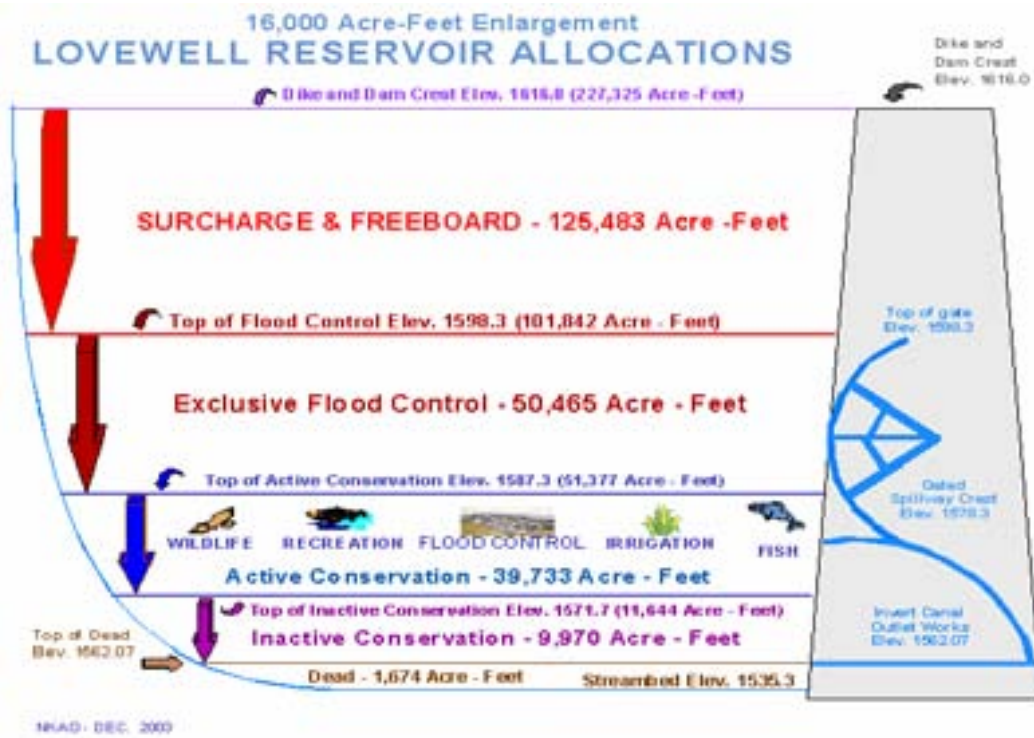 16,000 Acre-Feet Enlargement
LOVEWELL RESERVOIR ALLOCATIONS
Dike and
Dam Crest
Elev. 1616.0
Dike and Dam Crest Elev. 1616.0 (227,325 Acre -Feet)
SURCHARGE & FREEBOARD - 125,483 Acre -Feet
Top of Flood Control Elev. 1598.3 (101,842 Acre - Feet)
Top of gate
Elev. 1598.3
Exclusive Flood Control - 50,465 Acre - Feet
Top of Active Conservation Elev. 1587.3 (51,377 Acre - Feet)
Gated
Spillway Crest
Elev. 1578.3
WILDLIFE RECREATION FLOOD CONTROL IRRIGATION FISH
Active Conservation - 39,733 Acre - Feet
Top of Inactive Conservation Elev. 1571.7 (11,644 Acre - Feet)
Invert Canal
Outlet Works
Elev. 1562.07
Inactive Conservation - 9,970 Acre - Feet
Top of Dead
Elev. 1562.07
Dead - 1,674 Acre - Feet
Streambed Elev. 1535.3
NKAO - DEC. 2003